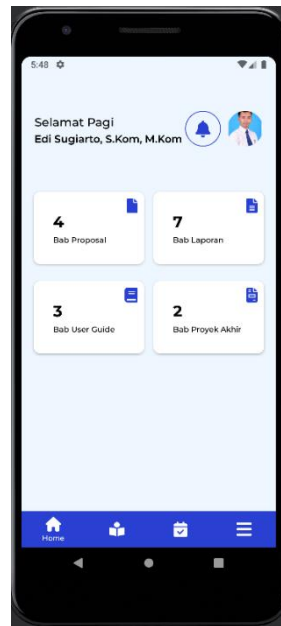 5:48
Selamat Pagi
Edi Sugiarto, S.Kom, M.Kom
4
Bab Proposal
7
Bab Laporan
3
Bab User Guide
2
Bab Proyek Akhir
Home